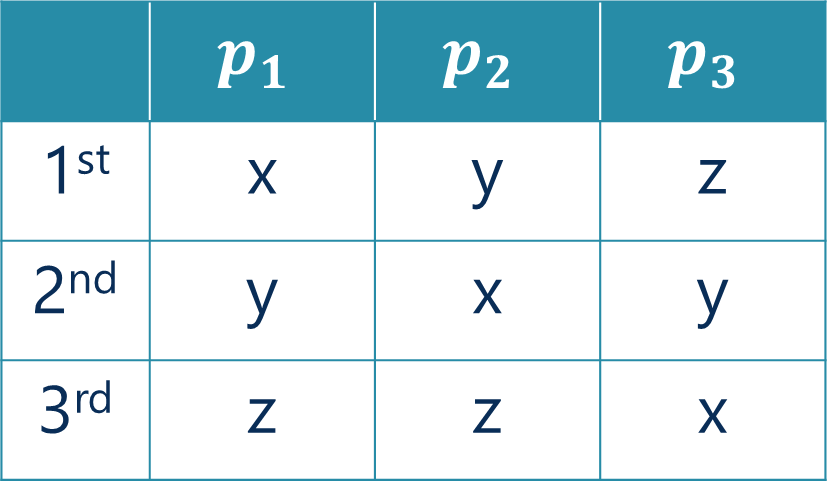 p₁ p₂ p₃
1ˢᵗ x y z
2ⁿᵈ y x y
3ʳᵈ z z x